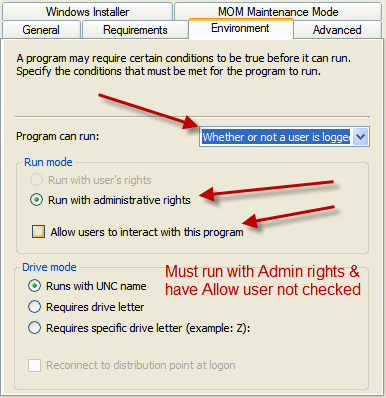 Windows Installer
MOM Maintenance Mode
General
Requirements
Environment
Advanced
A program may require certain conditions to be true before it can run.
Specify the conditions that must be met for the program to run.
Program can run:
Whether or not a user is logge
Run mode
Run with user's rights
Run with administrative rights
Allow users to interact with this program
Drive mode
Must run with Admin rights &
have Allow user not checked
Runs with UNC name
Requires drive letter
Requires specific drive letter (example: Z):
Reconnect to distribution point at logon